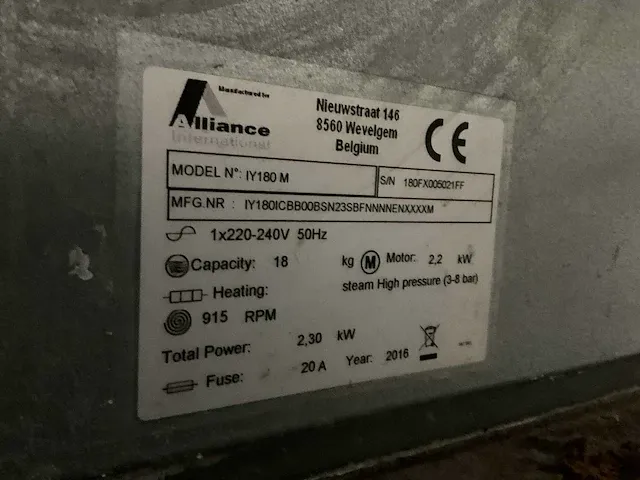 Manufactured by
Alliance
International
Nieuwstraat 146
8560 Wevelgem
Belgium
CE
MODEL N°: IY180 M
S/N 180FX005021FF
MFG.NR : IY180ICBB00BSN23SBFNNNNENXXXXM
1x220-240V 50Hz
Capacity: 18 kg
M Motor: 2,2 kW
Heating: steam High pressure (3-8 bar)
915 RPM
Total Power: 2,30 kW
Fuse: 20 A Year: 2016